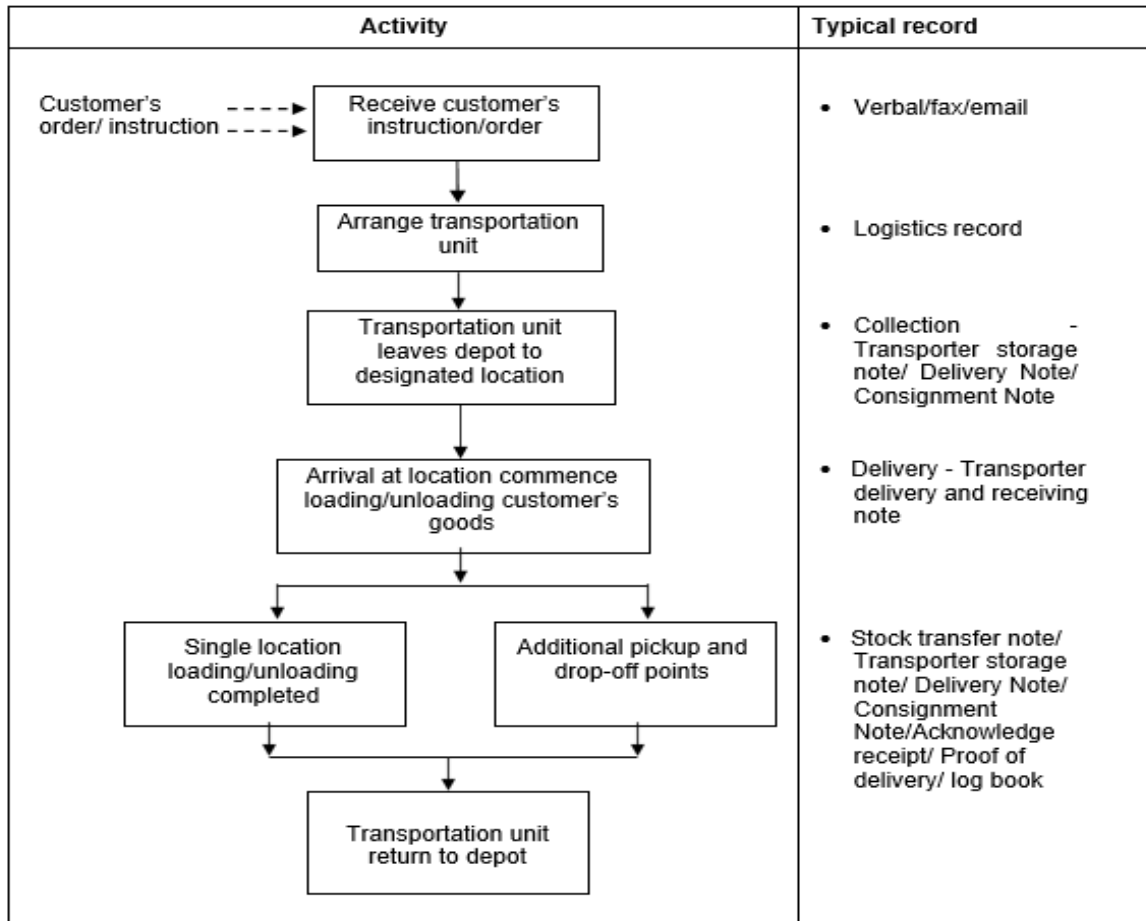 Activity
Typical record
Customer's
order/ instruction
Receive customer's
instruction/order
• Verbal/fax/email
Arrange transportation
unit
• Logistics record
Transportation unit
leaves depot to
designated location
• Collection -
Transporter storage
note/ Delivery Note/
Consignment Note
Arrival at location commence
loading/unloading customer's
goods
• Delivery - Transporter
delivery and receiving
note
Single location
loading/unloading
completed
Additional pickup and
drop-off points
• Stock transfer note/
Transporter storage
note/ Delivery Note/
Consignment
Note/Acknowledge
receipt/ Proof of
delivery/ log book
Transportation unit
return to depot